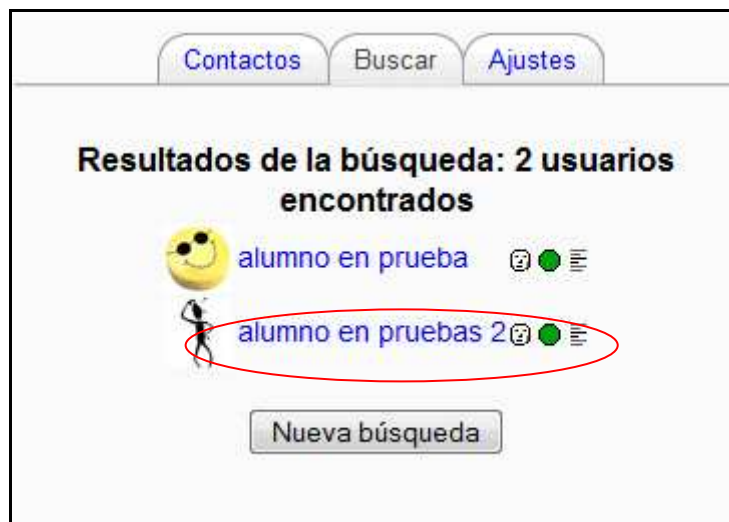 Contactos Buscar Ajustes
Resultados de la búsqueda: 2 usuarios
encontrados
alumno en prueba
alumno en pruebas 2
Nueva búsqueda